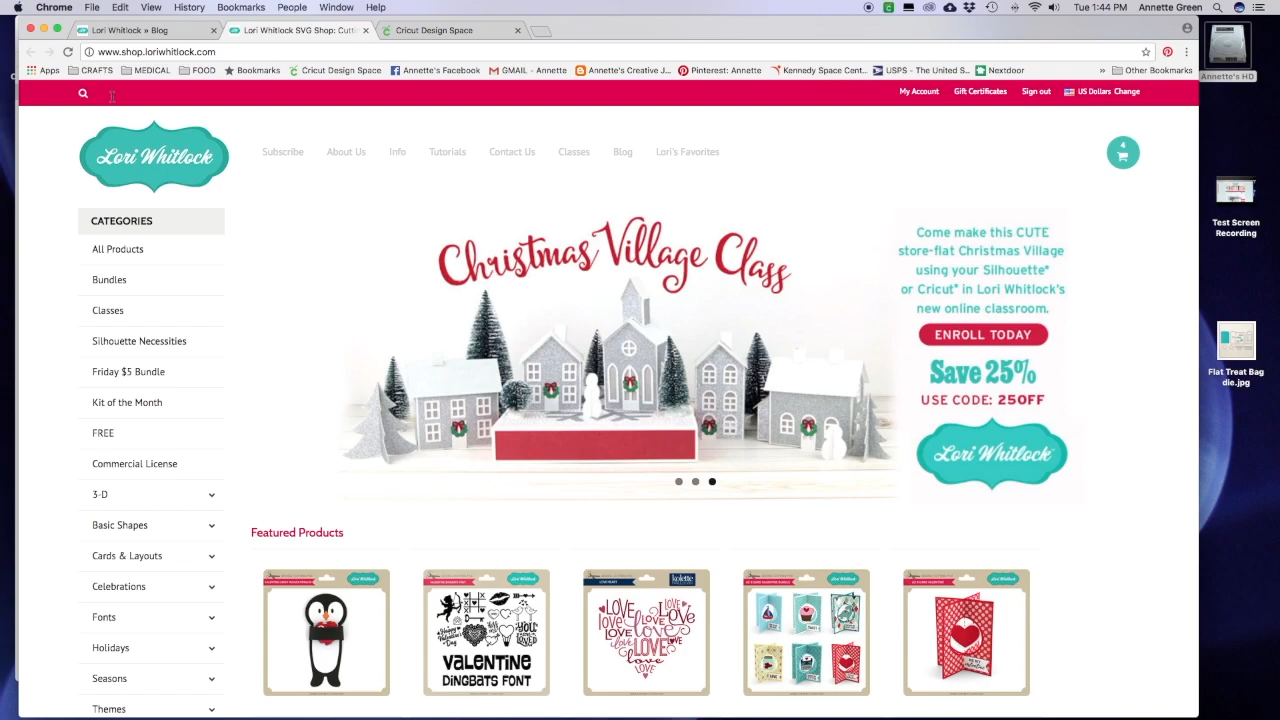 Chrome File Edit View History Bookmarks People Window Help
Tue 1:44 PM Annette Green
Lori Whitlock » Blog
Lori Whitlock SVG Shop: Cutti
Cricut Design Space
www.shop.loriwhitlock.com
Apps CRAFTS MEDICAL FOOD Bookmarks Cricut Design Space Annette's Facebook GMAIL - Annette Annette's Creative J... Pinterest: Annette Kennedy Space Cent... USPS - The United S... Nextdoor » Other Bookmarks
Annette's HD
My Account Gift Certificates Sign out US Dollars Change
Lori Whitlock
Subscribe About Us Info Tutorials Contact Us Classes Blog Lori's Favorites
4
CATEGORIES
All Products
Bundles
Classes
Silhouette Necessities
Friday $5 Bundle
Kit of the Month
FREE
Commercial License
3-D
Basic Shapes
Cards & Layouts
Celebrations
Fonts
Holidays
Seasons
Themes
Christmas Village Class
Come make this CUTE
store-flat Christmas Village
using your Silhouette®
or Cricut® in Lori Whitlock's
new online classroom.
ENROLL TODAY
Save 25%
USE CODE: 25OFF
Lori Whitlock
Test Screen
Recording
Flat Treat Bag
die.jpg
Featured Products
VALENTINE
DINGBATS FONT
kolette
LOVE